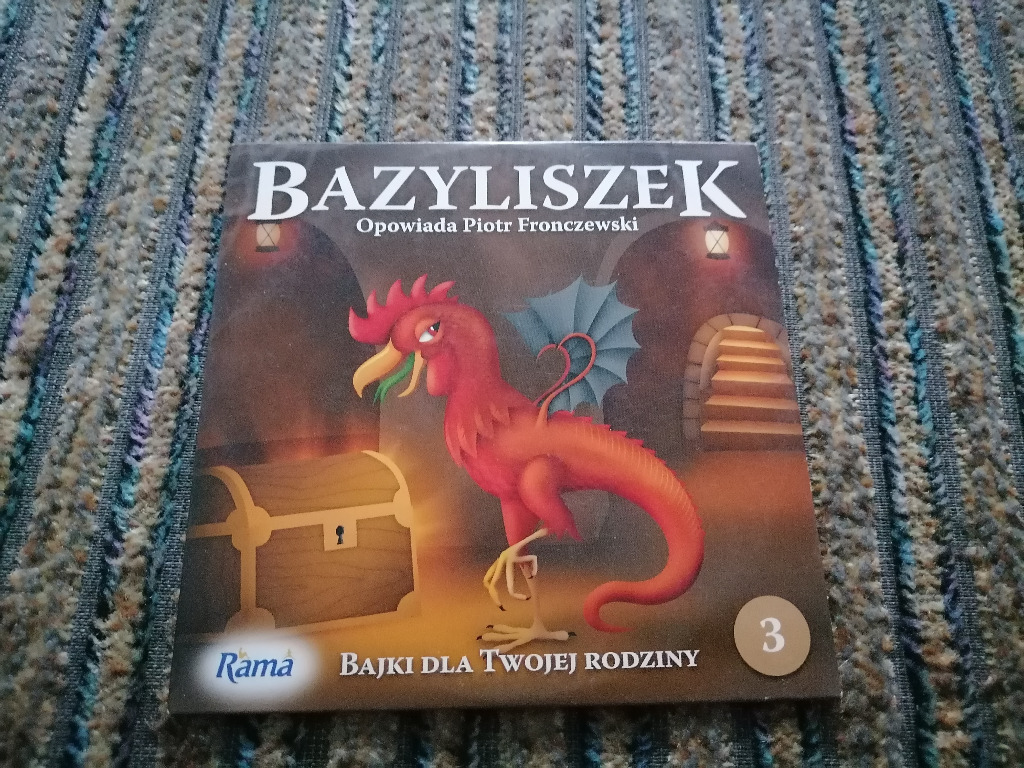 BAZYLISZEK
Opowiada Piotr Fronczewski
Rama
BAJKI DLA TWOJEJ RODZINY
3